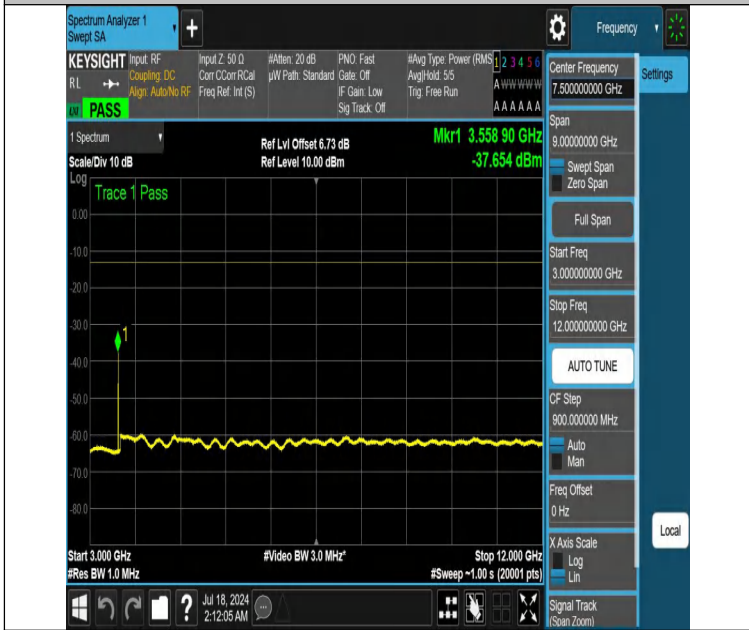 Spectrum Analyzer 1
Swept SA
+
Frequency
KEYSIGHT
RL
PASS
Input: RF
Coupling: DC
Align: Auto/No RF
Input Z: 50 Ω
Corr CCorr RCal
Freq Ref: Int (S)
#Atten: 20 dB
µW Path: Standard
PNO: Fast
Gate: Off
IF Gain: Low
Sig Track: Off
#Avg Type: Power (RMS
Avg|Hold: 5/5
Trig: Free Run
1 2 3 4 5 6
A W W W W W
A A A A A A
1 Spectrum
Scale/Div 10 dB
Ref Lvl Offset 6.73 dB
Ref Level 10.00 dBm
Mkr1 3.558 90 GHz
-37.654 dBm
Log
Trace 1 Pass
0.00
-10.0
-20.0
-30.0
-40.0
-50.0
-60.0
-70.0
-80.0
1
Start 3.000 GHz
#Res BW 1.0 MHz
#Video BW 3.0 MHz*
Stop 12.000 GHz
#Sweep ~1.00 s (20001 pts)
Center Frequency
7.500000000 GHz
Settings
Span
9.00000000 GHz
Swept Span
Zero Span
Full Span
Start Freq
3.000000000 GHz
Stop Freq
12.000000000 GHz
AUTO TUNE
CF Step
900.000000 MHz
Auto
Man
Freq Offset
0 Hz
X Axis Scale
Log
Lin
Signal Track
(Span Zoom)
Local
?
Jul 18, 2024
2:12:05 AM